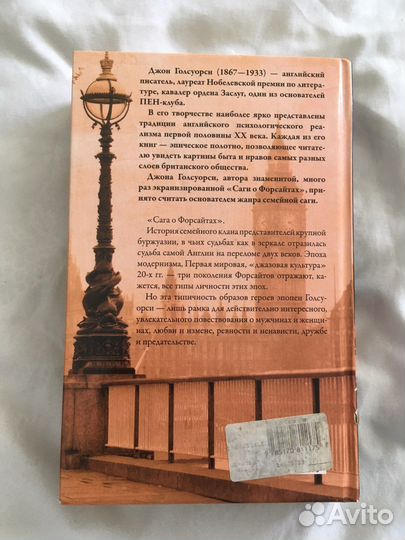 Джон Голсуорси (1867—1933) — английский
писатель, лауреат Нобелевской премии по литера-
туре, кавалер ордена Заслуг, один из основателей
ПЕН-клуба.
В его творчестве наиболее ярко представлены
традиции английского психологического реа-
лизма первой половины XX века. Каждая из его
книг — эпическое полотно, позволяющее читате-
лю увидеть картины быта и нравов самых разных
слоев британского общества.
Джона Голсуорси, автора знаменитой, много
раз экранизированной «Саги о Форсайтах», при-
нято считать основателем жанра семейной саги.
«Сага о Форсайтах».
История семейного клана представителей крупной
буржуазии, в чьих судьбах как в зеркале отразилась
судьба самой Англии на переломе двух веков. Эпоха
модернизма, Первая мировая, «джазовая культура»
20-х гг. — три поколения Форсайтов отражают, ка-
жется, все типы личности этих эпох.
Но эта типичность образов героев эпопеи Голсу-
орси — лишь рамка для действительно интересного,
увлекательного повествования о мужчинах и женщи-
нах, любви и измене, ревности и ненависти, дружбе
и предательстве.
Avito